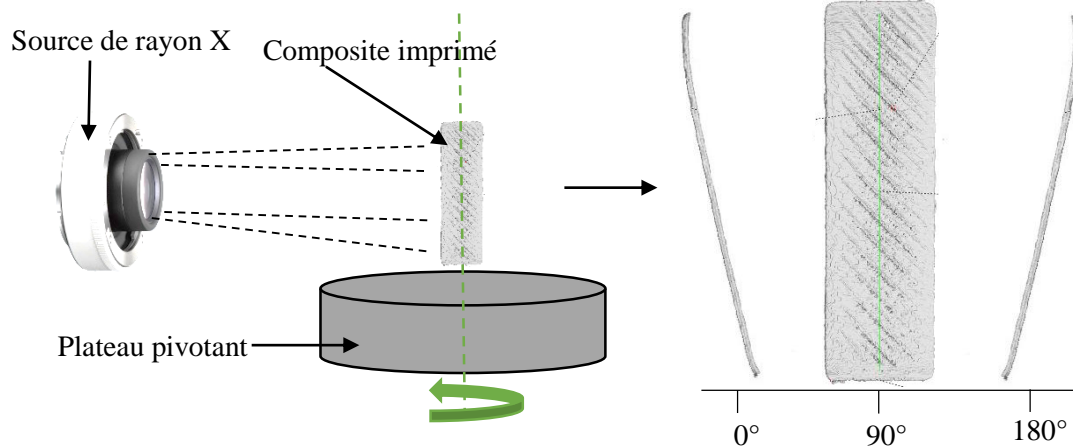 Source de rayon X
Composite imprimé
Plateau pivotant
0°
90°
180°